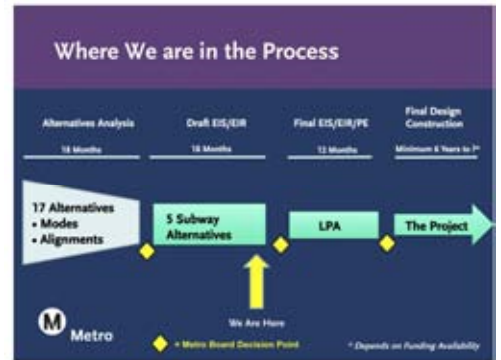 Where We are in the Process
Alternatives Analysis
18 Months
Draft EIS/EIR
18 Months
Final EIS/EIR/PE
12 Months
Final Design
Construction
Minimum 6 Years to ?*
17 Alternatives
• Modes
• Alignments
5 Subway
Alternatives
LPA
The Project
We Are Here
M Metro
= Metro Board Decision Point
* Depends on Funding Availability